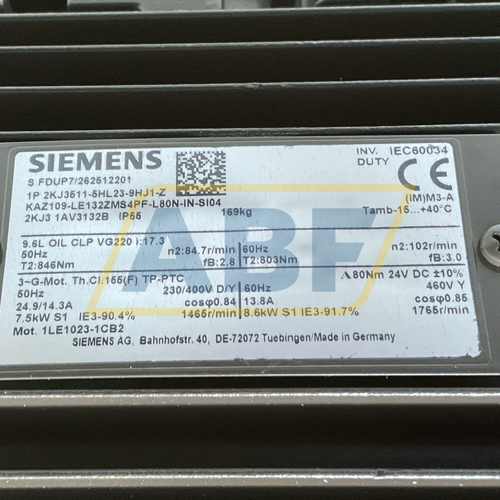 SIEMENS
INV. IEC60034
DUTY CE
S FDUP7/262512201
1P 2KJ3511-5HL23-9HJ1-Z
KAZ109-LE132ZMS4PF-L80N-IN-SI04
(IM)M3-A
2KJ3 1AV3132B IP55 169kg Tamb-15...+40°C
9.6L OIL CLP VG220 i:17.3
50Hz n2:84.7r/min 60Hz n2:102r/min
T2:846Nm fB:2.8 T2:803Nm fB:3.0
3~G-Mot. Th.Cl.155(F) TP-PTC 80Nm 24V DC ±10%
50Hz 230/400V D/Y 60Hz 460V Y
24.9/14.3A cosφ0.84 13.8A cosφ0.85
7.5kW S1 IE3-90.4% 1465r/min 8.6kW S1 IE3-91.7% 1765r/min
Mot. 1LE1023-1CB2
SIEMENS AG, Bahnhofstr. 40, DE-72072 Tuebingen/Made in Germany
ABF